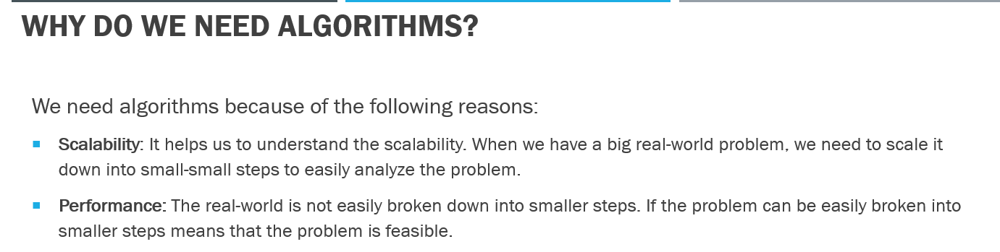 WHY DO WE NEED ALGORITHMS?
We need algorithms because of the following reasons:
▪ Scalability: It helps us to understand the scalability. When we have a big real-world problem, we need to scale it
down into small-small steps to easily analyze the problem.
▪ Performance: The real-world is not easily broken down into smaller steps. If the problem can be easily broken into
smaller steps means that the problem is feasible.